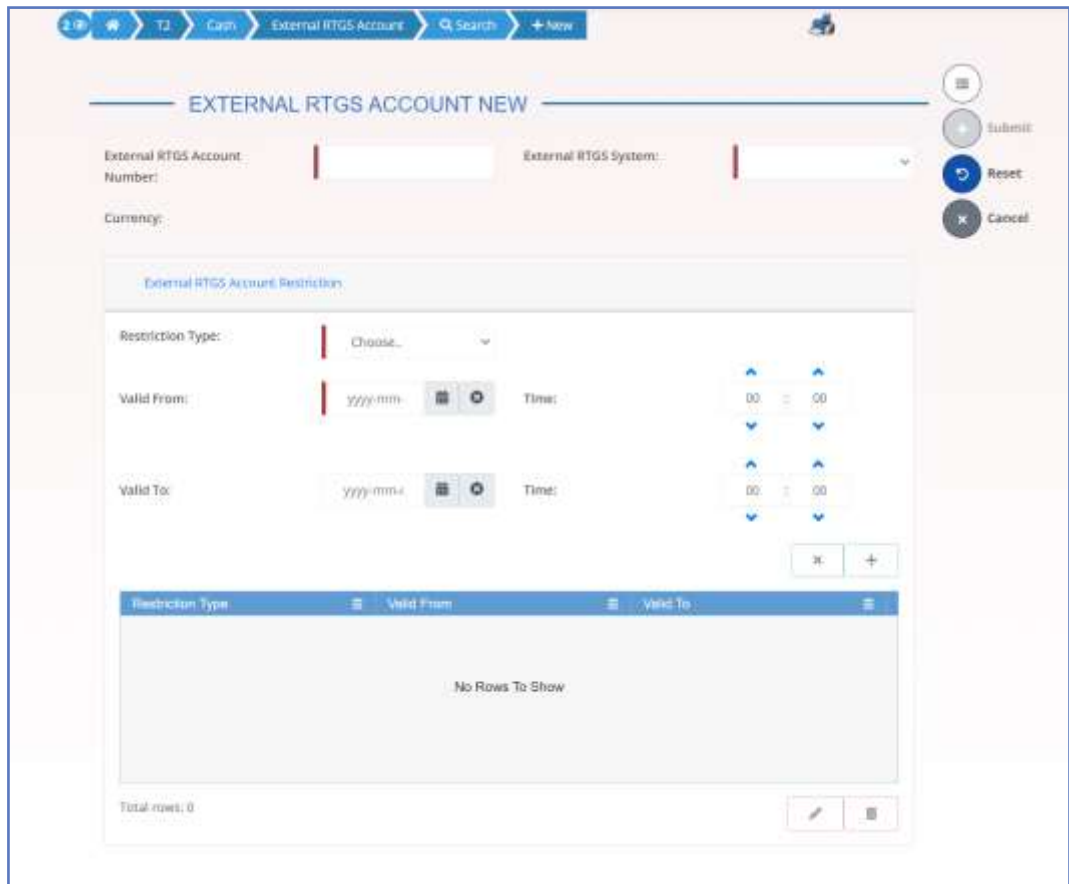 2 T2 Cash External RTGS Account Search + New
EXTERNAL RTGS ACCOUNT NEW
Submit
External RTGS Account Number:
External RTGS System:
Reset
Currency:
Cancel
External RTGS Account Restriction
Restriction Type:
Choose..
Valid From:
yyyy-mm-
Time:
00 : 00
Valid To:
yyyy-mm-
Time:
00 : 00
Restriction Type Valid From Valid To
No Rows To Show
Total rows: 0